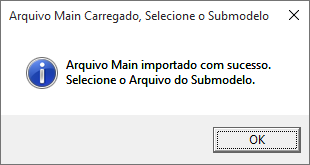 Arquivo Main Carregado, Selecione o Submodelo
Arquivo Main importado com sucesso.
Selecione o Arquivo do Submodelo.
OK